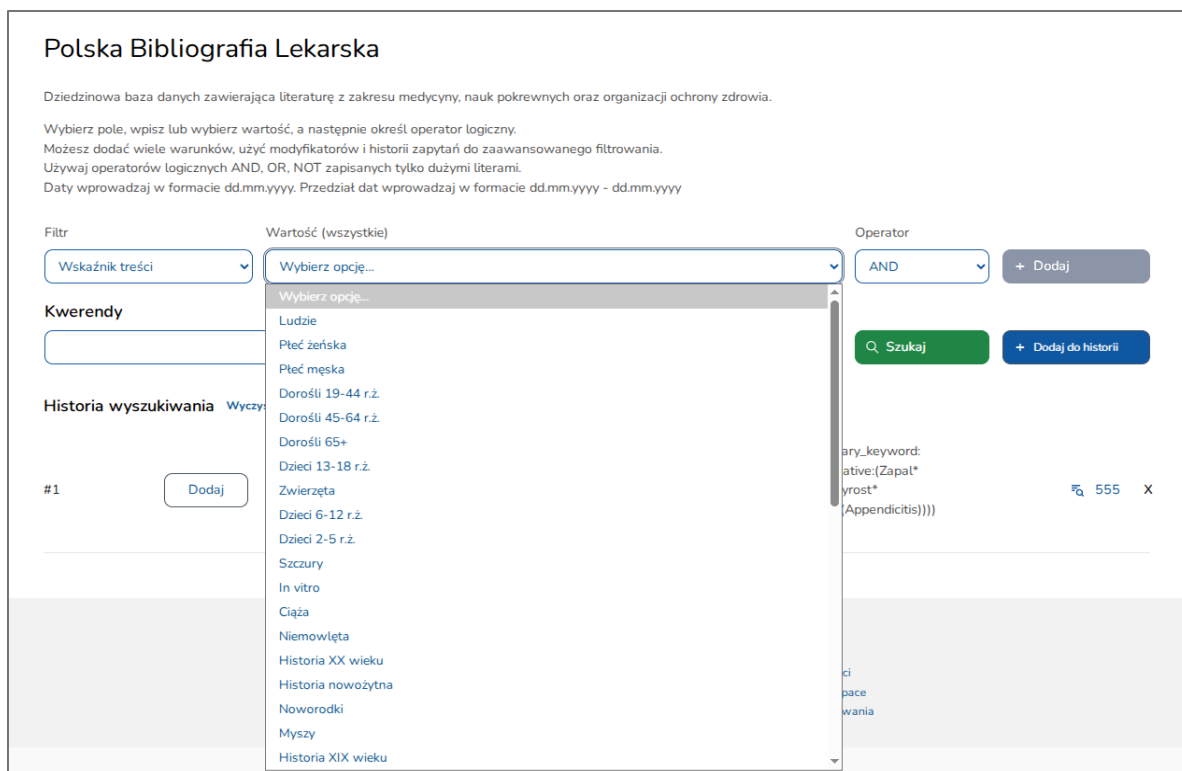 Polska Bibliografia Lekarska
Dziedzinowa baza danych zawierająca literaturę z zakresu medycyny, nauk pokrewnych oraz organizacji ochrony zdrowia.
Wybierz pole, wpisz lub wybierz wartość, a następnie określ operator logiczny.
Możesz dodać wiele warunków, użyć modyfikatorów i historii zapytań do zaawansowanego filtrowania.
Używaj operatorów logicznych AND, OR, NOT zapisanych tylko dużymi literami.
Daty wprowadzaj w formacie dd.mm.yyyy. Przedział dat wprowadzaj w formacie dd.mm.yyyy - dd.mm.yyyy
Filtr Wartość (wszystkie) Operator
Wskaźnik treści Wybierz opcję... AND + Dodaj
Wybierz opcję...
Kwerendy
Ludzie
Płeć żeńska
Szukaj + Dodaj do historii
Płeć męska
Dorośli 19-44 r.ż.
Historia wyszukiwania Wyczyś
Dorośli 45-64 r.ż.
Dorośli 65+
ary_keyword:
Dzieci 13-18 r.ż.
ative:(Zapal*
#1 Dodaj Zwierzęta yrost* 555 X
Dzieci 6-12 r.ż.
(Appendicitis))))
Dzieci 2-5 r.ż.
Szczury
In vitro
Ciąża
Niemowlęta
Historia XX wieku
ci
Historia nowożytna
pace
Noworodki
wania
Myszy
Historia XIX wieku